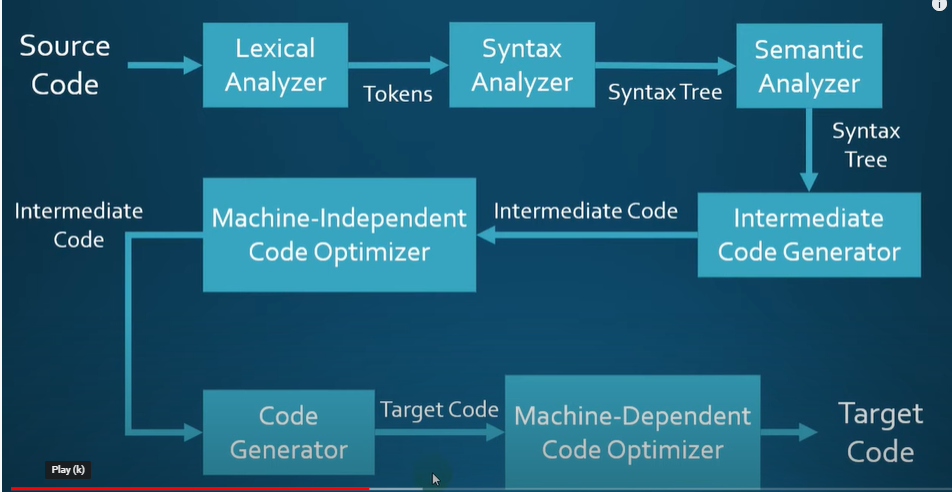 Source
Code
Lexical
Analyzer
Tokens
Syntax
Analyzer
Syntax Tree
Semantic
Analyzer
Syntax
Tree
Intermediate
Code Generator
Intermediate Code
Machine-Independent
Code Optimizer
Intermediate
Code
Code
Generator
Target Code
Machine-Dependent
Code Optimizer
Target
Code
Play (k)
i